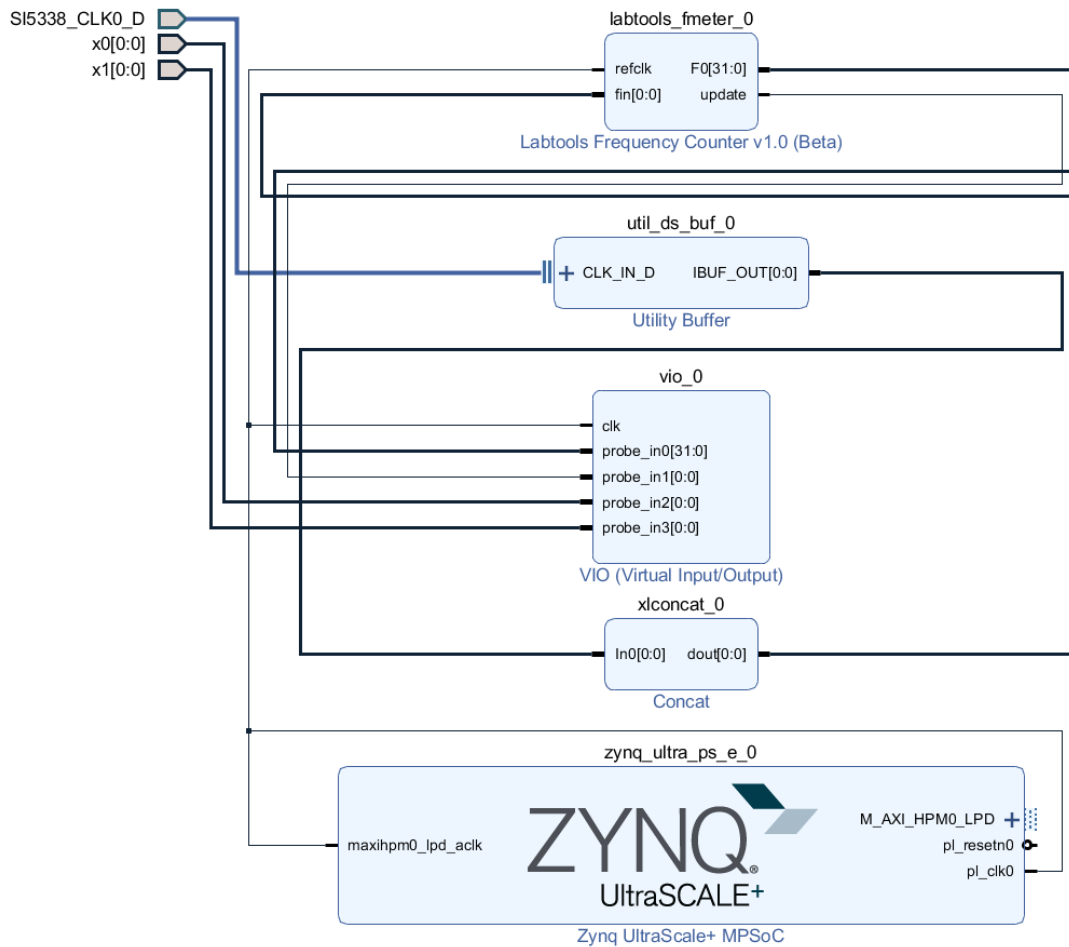 SI5338_CLK0_D
x0[0:0]
x1[0:0]
labtools_fmeter_0
refclk
F0[31:0]
fin[0:0]
update
Labtools Frequency Counter v1.0 (Beta)
util_ds_buf_0
CLK_IN_D
IBUF_OUT[0:0]
Utility Buffer
vio_0
clk
probe_in0[31:0]
probe_in1[0:0]
probe_in2[0:0]
probe_in3[0:0]
VIO (Virtual Input/Output)
xlconcat_0
In0[0:0]
dout[0:0]
Concat
zynq_ultra_ps_e_0
maxihpm0_lpd_aclk
ZYNQ®
UltraSCALE+
M_AXI_HPM0_LPD
pl_resetn0
pl_clk0
Zynq UltraScale+ MPSoC